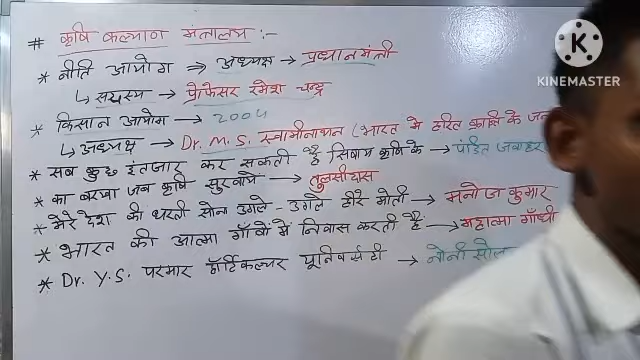 # कृषि कल्याण मंत्रालय :-
* नीति आयोग ⇒ अध्यक्ष → प्रधानमंत्री
↳ सदस्य → प्रोफेसर रमेश चन्द्र
* किसान आयोग → 2004
↳ अध्यक्ष → Dr. M. S. स्वामीनाथन (भारत में हरित क्रान्ति के जन
* सब कुछ इंतजार कर सकती है सिवाय कृषि के → पंडित जवाहर
* का बरखा जब कृषि सुखाये → तुलसीदास
* मेरे देश की धरती सोना उगले - उगले हीरे मोती → मनोज कुमार
* भारत की आत्मा गाँवों में निवास करती है → महात्मा गाँधी
* Dr. Y.S. परमार हॉर्टिकल्चर यूनिवर्सटी → नौनी सोल
KINEMASTER